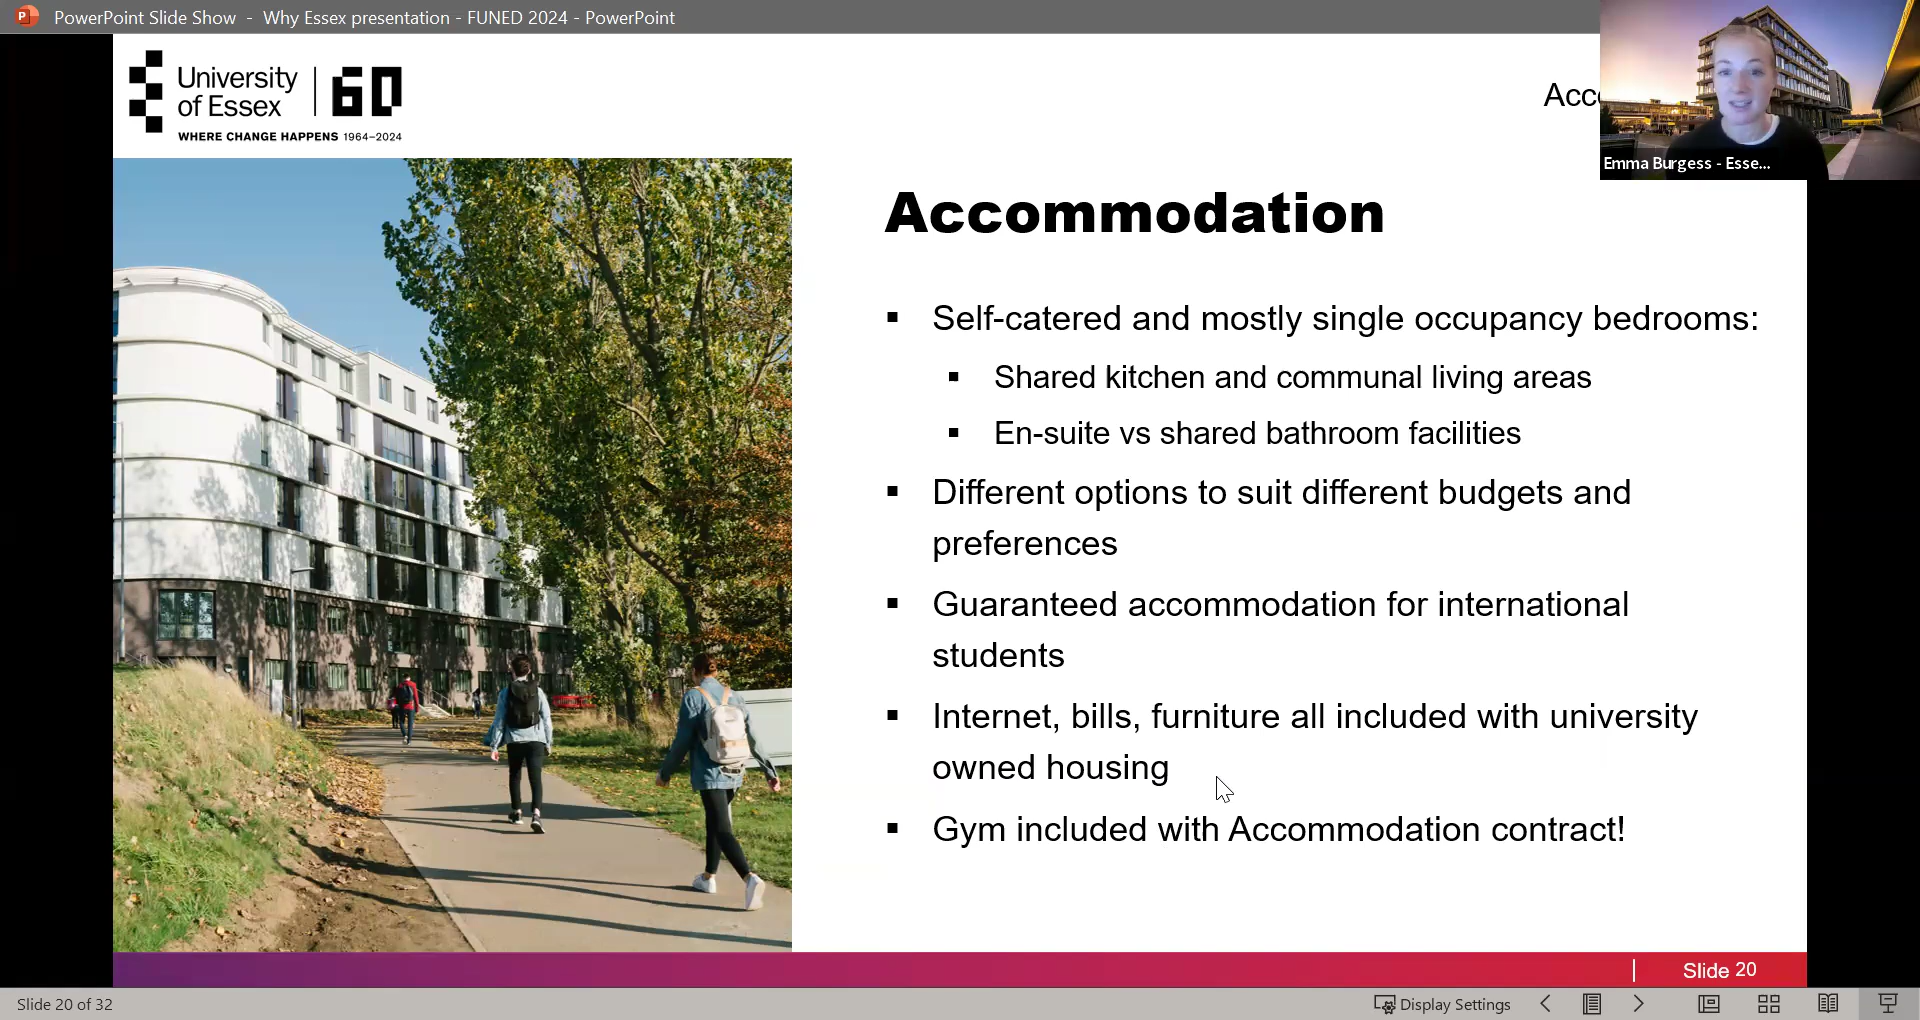 PowerPoint Slide Show - Why Essex presentation - FUNED 2024 - PowerPoint
University
of Essex
60
WHERE CHANGE HAPPENS 1964–2024
Acc
Emma Burgess - Esse...
Accommodation
Self-catered and mostly single occupancy bedrooms:
Shared kitchen and communal living areas
En-suite vs shared bathroom facilities
Different options to suit different budgets and
preferences
Guaranteed accommodation for international
students
Internet, bills, furniture all included with university
owned housing
Gym included with Accommodation contract!
Slide 20
Slide 20 of 32
Display Settings